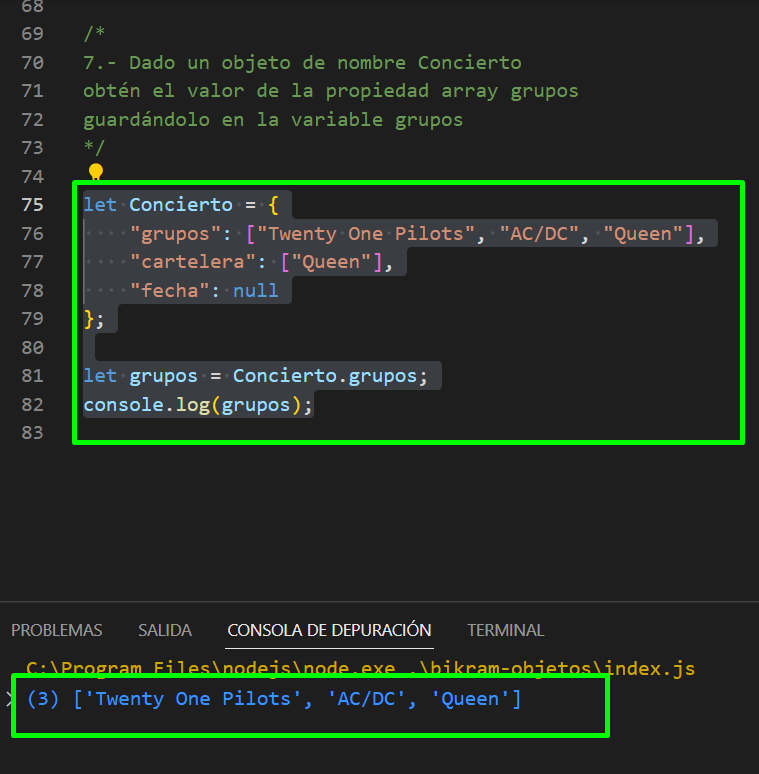 68
69 /*
70 7.- Dado un objeto de nombre Concierto
71 obtén el valor de la propiedad array grupos
72 guardándolo en la variable grupos
73 */
74
75 let Concierto = {
76     "grupos": ["Twenty One Pilots", "AC/DC", "Queen"],
77     "cartelera": ["Queen"],
78     "fecha": null
79 };
80
81 let grupos = Concierto.grupos;
82 console.log(grupos);
83
PROBLEMAS SALIDA CONSOLA DE DEPURACIÓN TERMINAL
C:\Program Files\nodejs\node.exe .\bikram-objetos\index.js
(3) ['Twenty One Pilots', 'AC/DC', 'Queen']